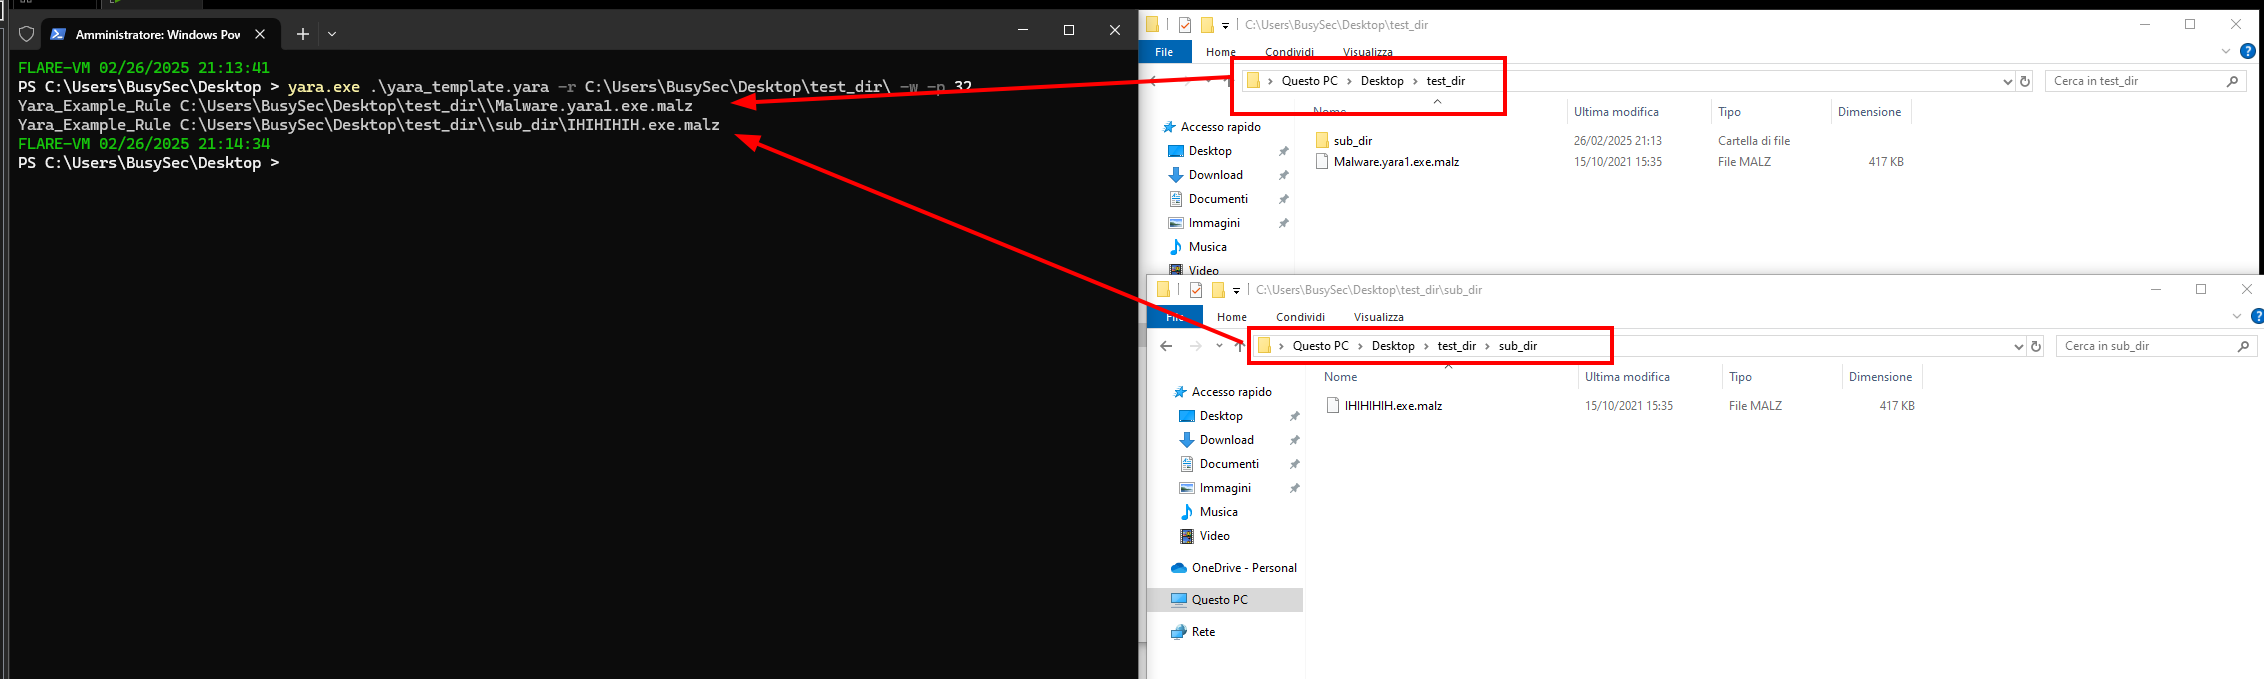 Amministratore: Windows Pow
FLARE-VM 02/26/2025 21:13:41
PS C:\Users\BusySec\Desktop > yara.exe .\yara_template.yara -r C:\Users\BusySec\Desktop\test_dir\ -w -p 32
Yara_Example_Rule C:\Users\BusySec\Desktop\test_dir\\Malware.yara1.exe.malz
Yara_Example_Rule C:\Users\BusySec\Desktop\test_dir\\sub_dir\IHIHIHIH.exe.malz
FLARE-VM 02/26/2025 21:14:34
PS C:\Users\BusySec\Desktop >
C:\Users\BusySec\Desktop\test_dir
File Home Condividi Visualizza
Questo PC > Desktop > test_dir
Cerca in test_dir
Nome Ultima modifica Tipo Dimensione
Accesso rapido
Desktop
Download
Documenti
Immagini
Musica
Video
sub_dir 26/02/2025 21:13 Cartella di file
Malware.yara1.exe.malz 15/10/2021 15:35 File MALZ 417 KB
C:\Users\BusySec\Desktop\test_dir\sub_dir
File Home Condividi Visualizza
Questo PC > Desktop > test_dir > sub_dir
Cerca in sub_dir
Nome Ultima modifica Tipo Dimensione
Accesso rapido
Desktop
Download
Documenti
Immagini
Musica
Video
OneDrive - Personal
Questo PC
Rete
IHIHIHIH.exe.malz 15/10/2021 15:35 File MALZ 417 KB